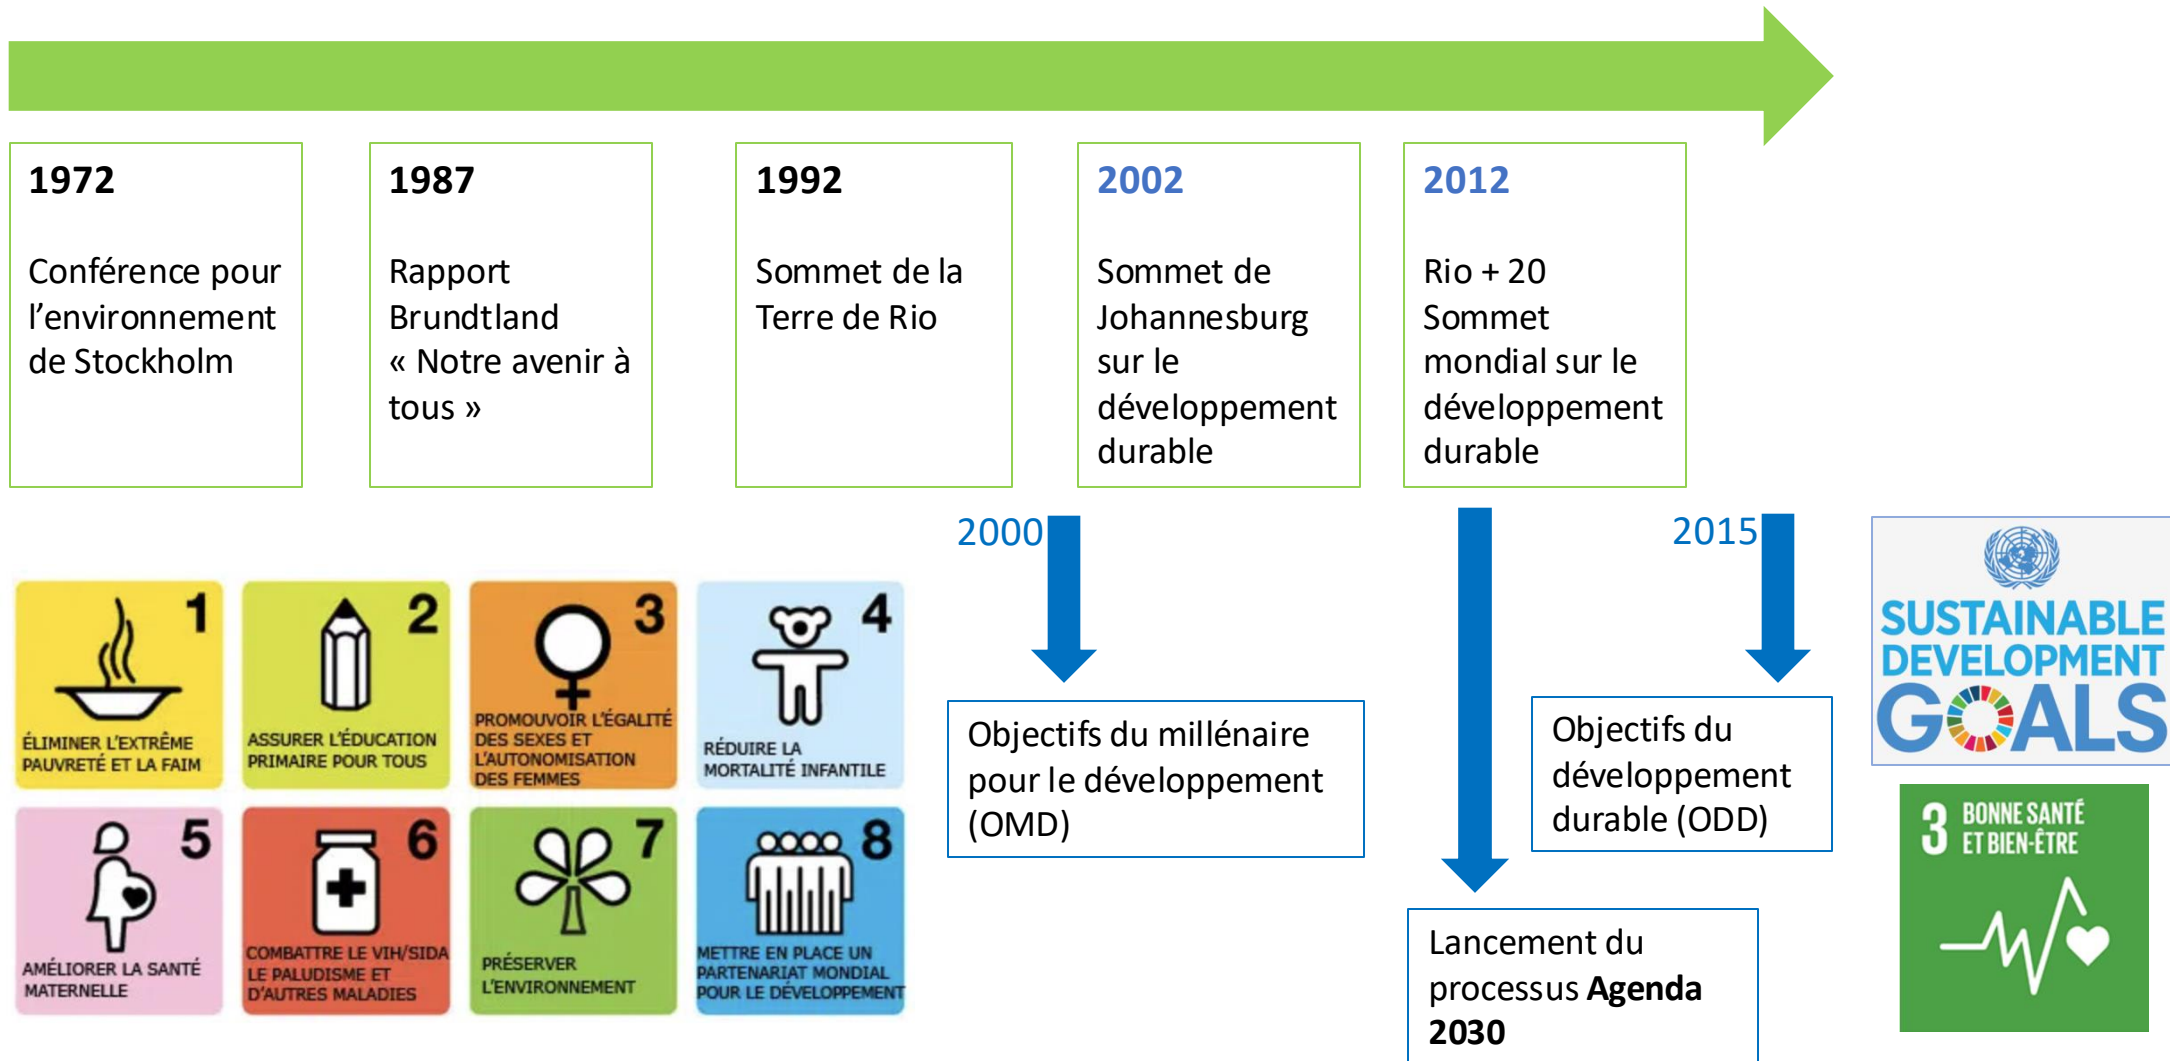 1972
Conférence pour
l’environnement
de Stockholm
1987
Rapport
Brundtland
« Notre avenir à
tous »
1992
Sommet de la
Terre de Rio
2002
Sommet de
Johannesburg
sur le
développement
durable
2012
Rio + 20
Sommet
mondial sur le
développement
durable
1
ÉLIMINER L’EXTRÊME
PAUVRETÉ ET LA FAIM
2
ASSURER L’ÉDUCATION
PRIMAIRE POUR TOUS
3
PROMOUVOIR L’ÉGALITÉ
DES SEXES ET
L’AUTONOMISATION
DES FEMMES
4
RÉDUIRE LA
MORTALITÉ INFANTILE
5
AMÉLIORER LA SANTÉ
MATERNELLE
6
COMBATTRE LE VIH/SIDA
LE PALUDISME ET
D’AUTRES MALADIES
7
PRÉSERVER
L’ENVIRONNEMENT
8
METTRE EN PLACE UN
PARTENARIAT MONDIAL
POUR LE DÉVELOPPEMENT
2000
Objectifs du millénaire
pour le développement
(OMD)
Lancement du
processus Agenda
2030
2015
Objectifs du
développement
durable (ODD)
SUSTAINABLE
DEVELOPMENT
GOALS
3 BONNE SANTÉ
ET BIEN-ÊTRE